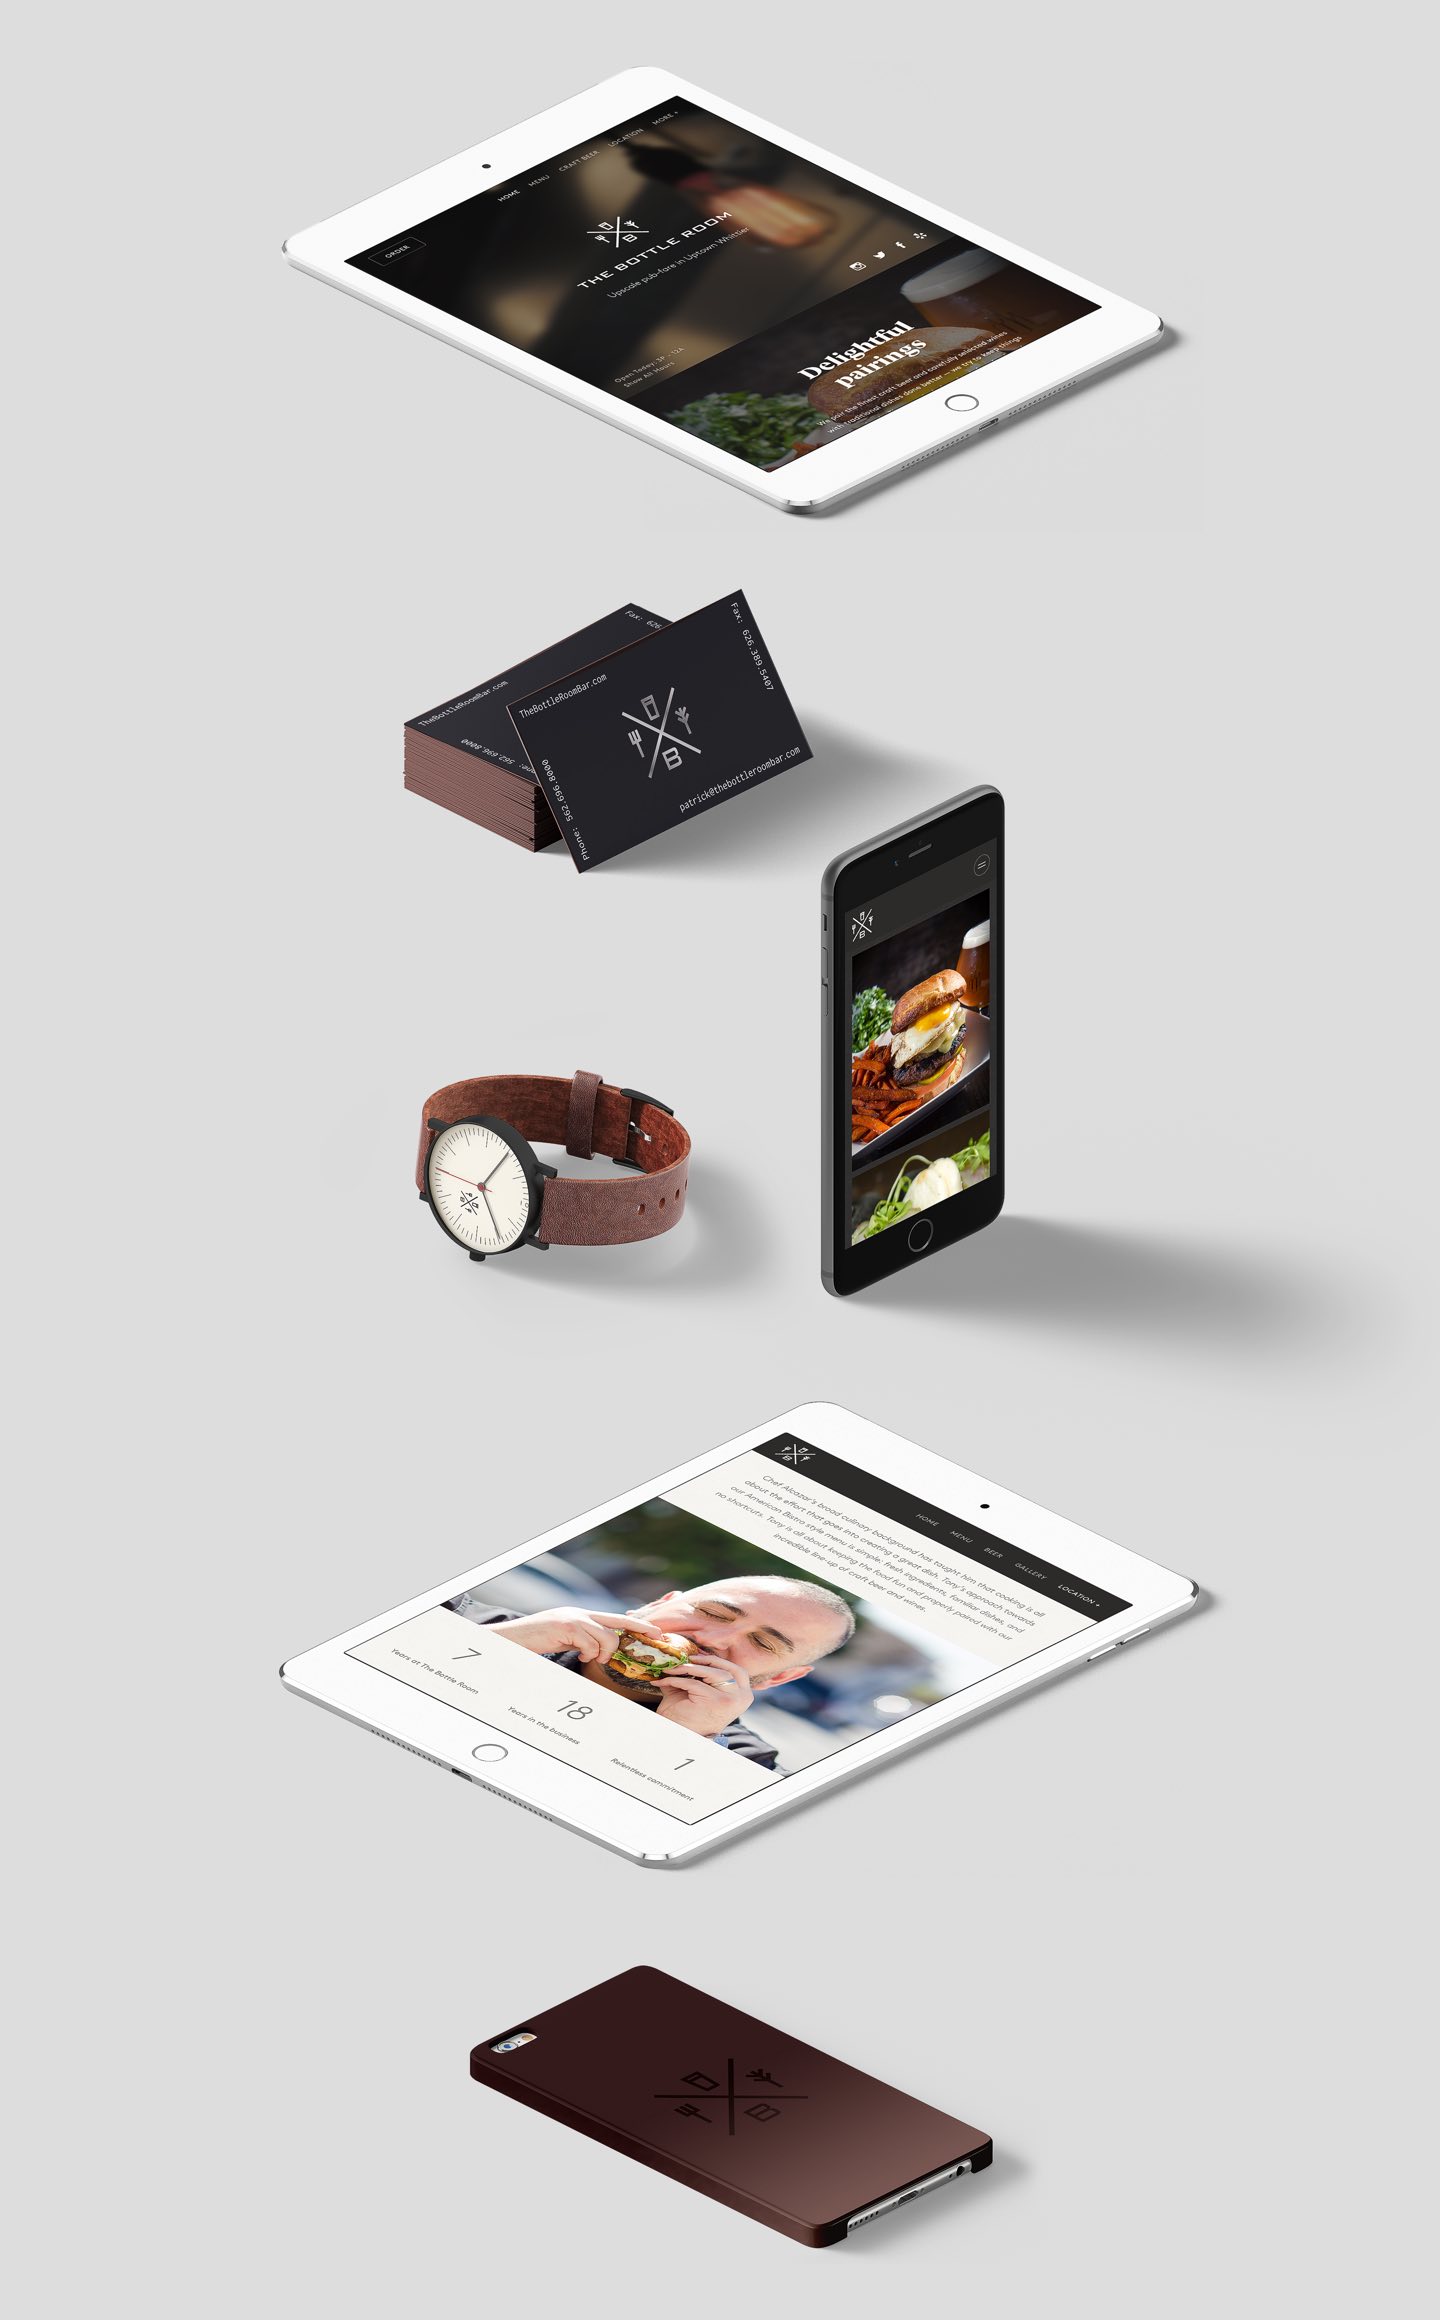 HOME MENU CRAFT BEER LOCATION MORE +
ORDER
B
THE BOTTLE ROOM
Upscale pub-fare in Uptown Whittier
Open Today: 3P - 12A
Show All Hours
Delightful
pairings
We pair the finest craft beer and carefully selected wines
with traditional dishes done better — we try to keep things
Fax: 626.
TheBottleRoomBar.com
562.696.8000
TheBottleRoomBar.com
Fax: 626.389.5407
B
Phone: 562.696.8000
patrick@thebottleroombar.com
B
HOME MENU BEER GALLERY LOCATION +
Chef Alcazar's broad culinary background has taught him that cooking is all
about the effort that goes into creating a great dish. Tony's approach towards
our American Bistro style menu is simple: fresh ingredients, familiar dishes, and
no shortcuts. Tony is all about keeping the food fun and properly paired with our
incredible line up of craft beer and wines.
7
Years at The Bottle Room
18
Years in the business
1
Relentless commitment
B